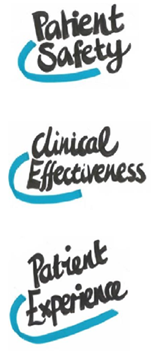 Patient
Safety
Clinical
Effectiveness
Patient
Experience